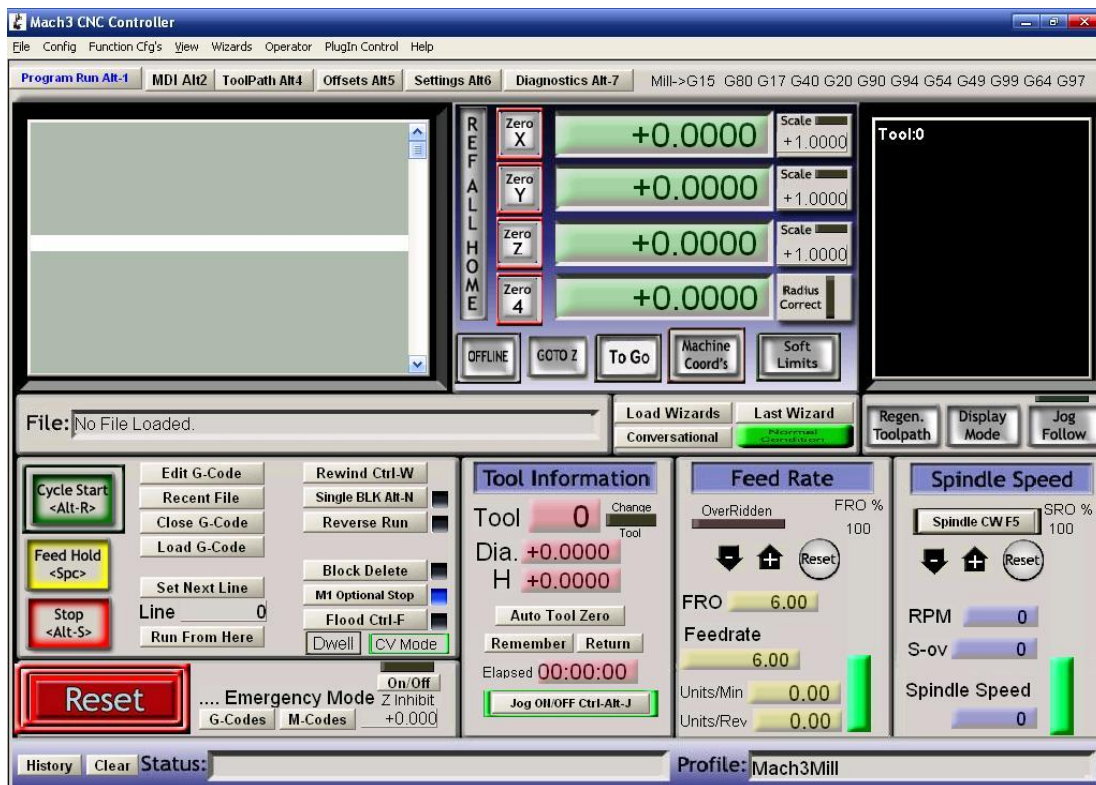 Mach3 CNC Controller
File Config Function Cfg's View Wizards Operator PlugIn Control Help
Program Run Alt-1 MDI Alt2 ToolPath Alt4 Offsets Alt5 Settings Alt6 Diagnostics Alt-7 Mill->G15 G80 G17 G40 G20 G90 G94 G54 G49 G99 G64 G97
REF ALL HOME
Zero X +0.0000 Scale +1.0000
Zero Y +0.0000 Scale +1.0000
Zero Z +0.0000 Scale +1.0000
Zero 4 +0.0000 Radius Correct
OFFLINE GOTO Z To Go Machine Coord's Soft Limits
Tool:0
File: No File Loaded.
Load Wizards Last Wizard
Conversational Normal Condition
Regen. Toolpath Display Mode Jog Follow
Cycle Start <Alt-R>
Feed Hold <Spc>
Stop <Alt-S>
Edit G-Code
Recent File
Close G-Code
Load G-Code
Set Next Line
Line 0
Run From Here
Rewind Ctrl-W
Single BLK Alt-N
Reverse Run
Block Delete
M1 Optional Stop
Flood Ctrl-F
Dwell CV Mode
Reset
.... Emergency Mode
G-Codes M-Codes
On/Off
Z Inhibit
+0.000
Tool Information
Tool 0 Change Tool
Dia. +0.0000
H +0.0000
Auto Tool Zero
Remember Return
Elapsed 00:00:00
Jog ON/OFF Ctrl-Alt-J
Feed Rate
OverRidden FRO %
100
- + Reset
FRO 6.00
Feedrate
6.00
Units/Min 0.00
Units/Rev 0.00
Spindle Speed
Spindle CW F5 SRO %
100
- + Reset
RPM 0
S-ov 0
Spindle Speed
0
History Clear Status:
Profile: Mach3Mill